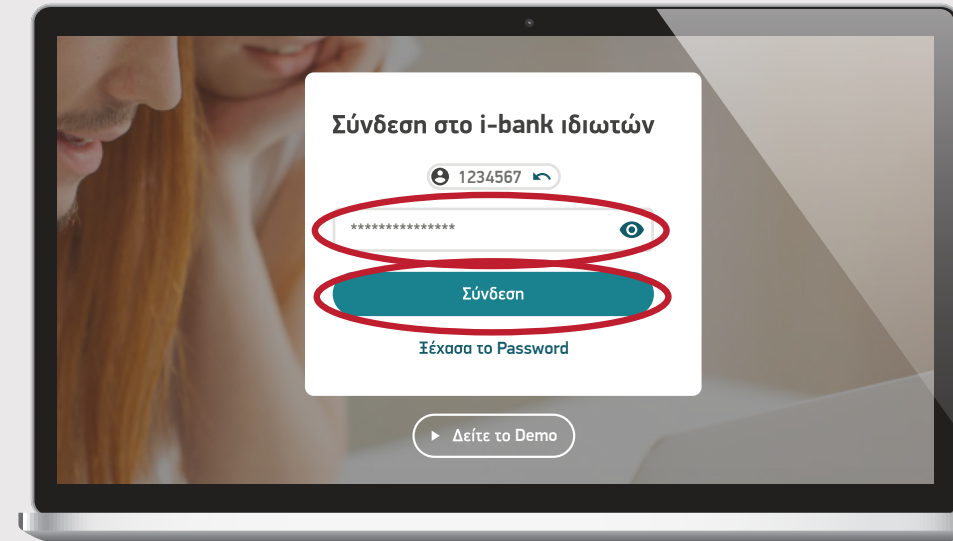 Σύνδεση στο i-bank ιδιωτών
1234567
***************
Σύνδεση
Ξέχασα το Password
Δείτε το Demo